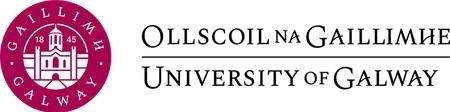 GAILLIMH
18 45
GALWAY
OLLSCOIL NA GAILLIMHE
UNIVERSITY OF GALWAY